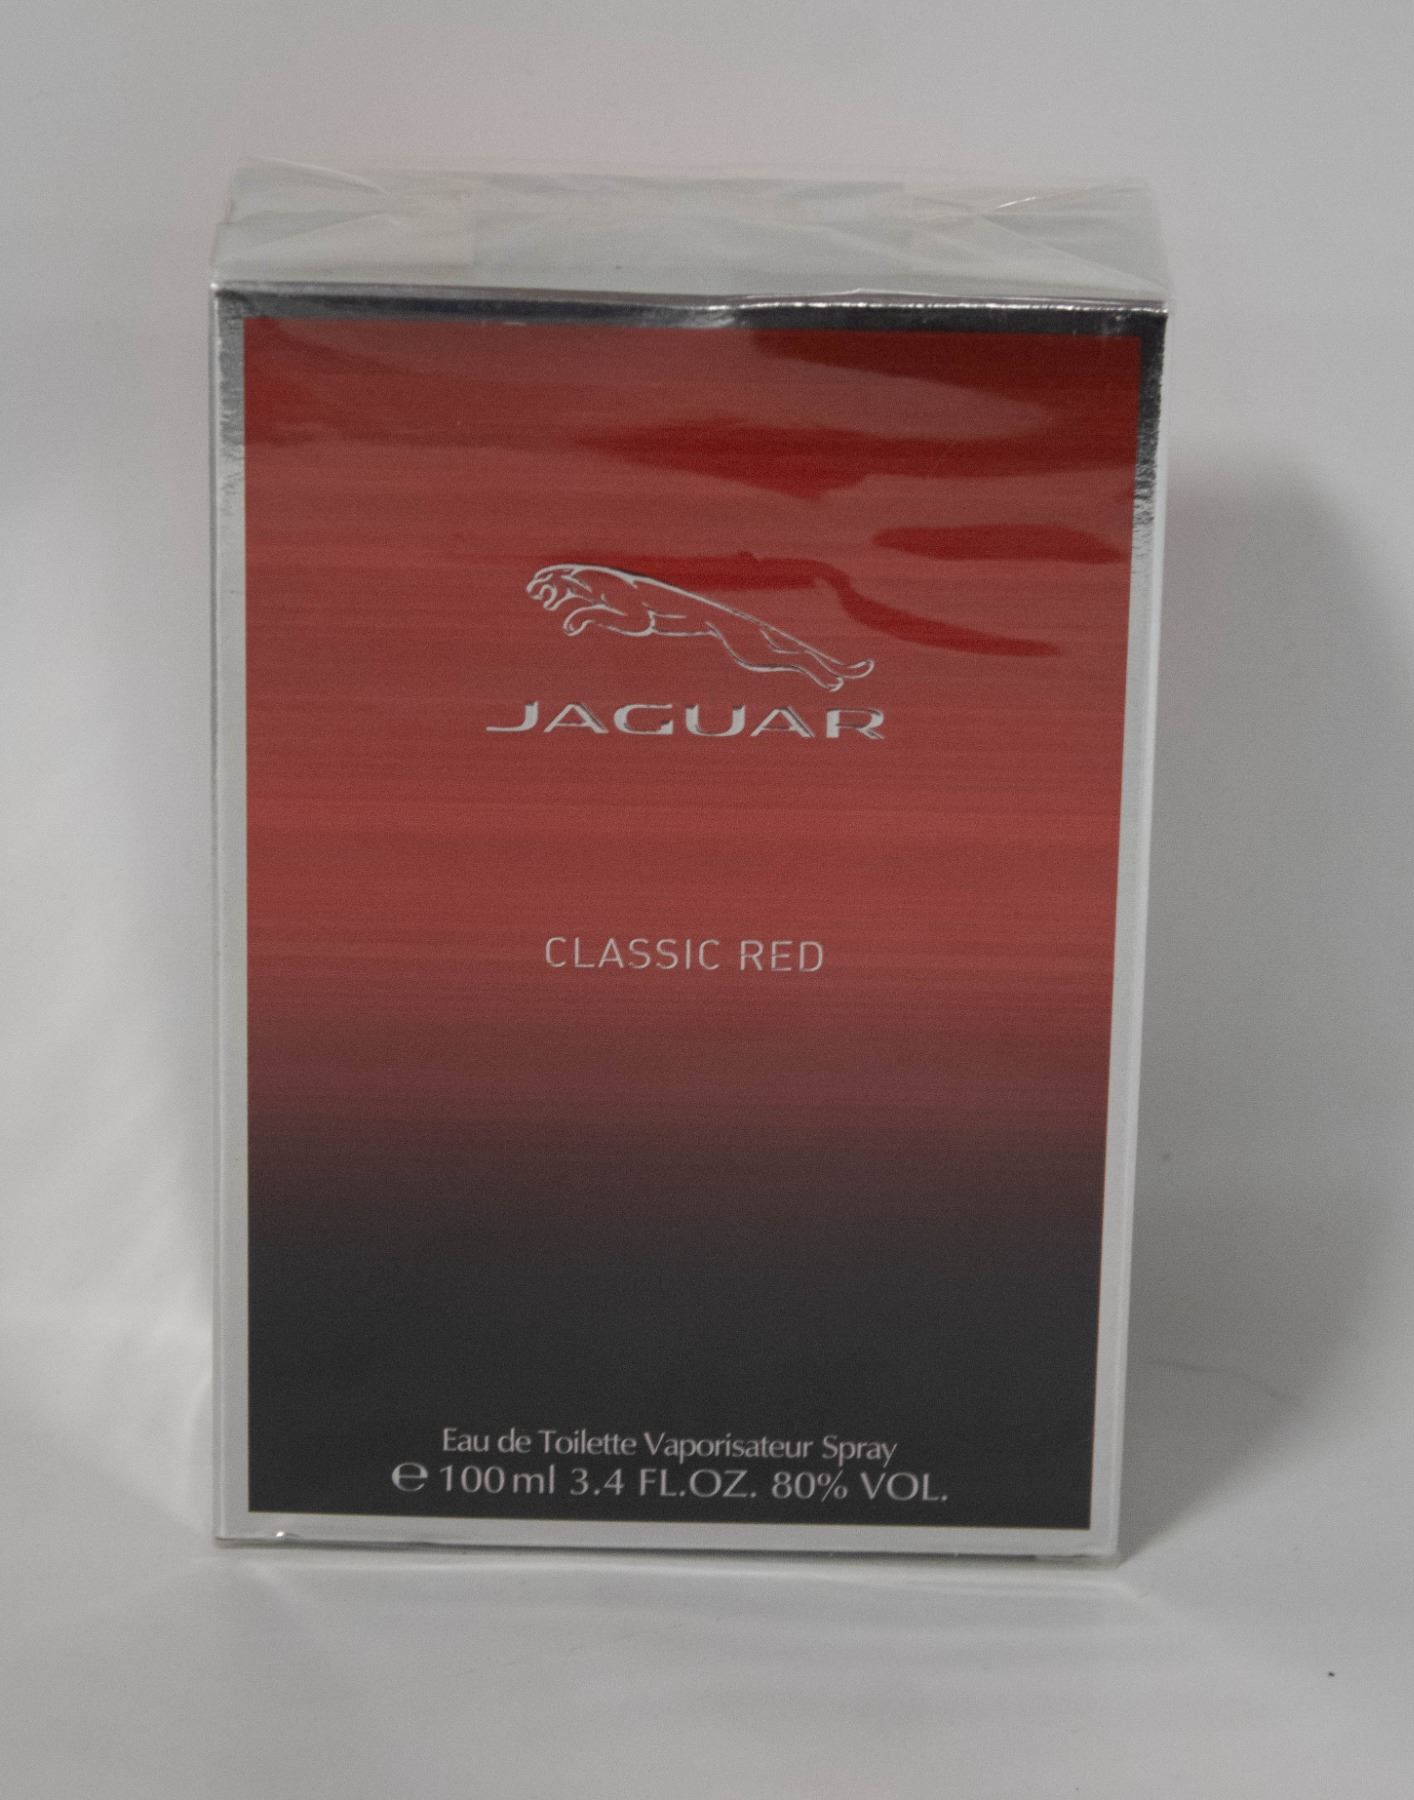 JAGUAR
CLASSIC RED
Eau de Toilette Vaporisateur Spray
℮ 100 ml 3.4 FL.OZ. 80% VOL.